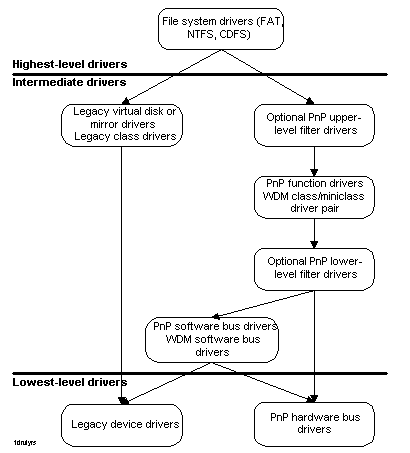 File system drivers (FAT,
NTFS, CDFS)
Highest-level drivers
Intermediate drivers
Legacy virtual disk or
mirror drivers
Legacy class drivers
Optional PnP upper-
level filter drivers
PnP function drivers
WDM class/miniclass
driver pair
Optional PnP lower-
level filter drivers
PnP software bus drivers
WDM software bus
drivers
Lowest-level drivers
Legacy device drivers
PnP hardware bus
drivers
1drvlyrs